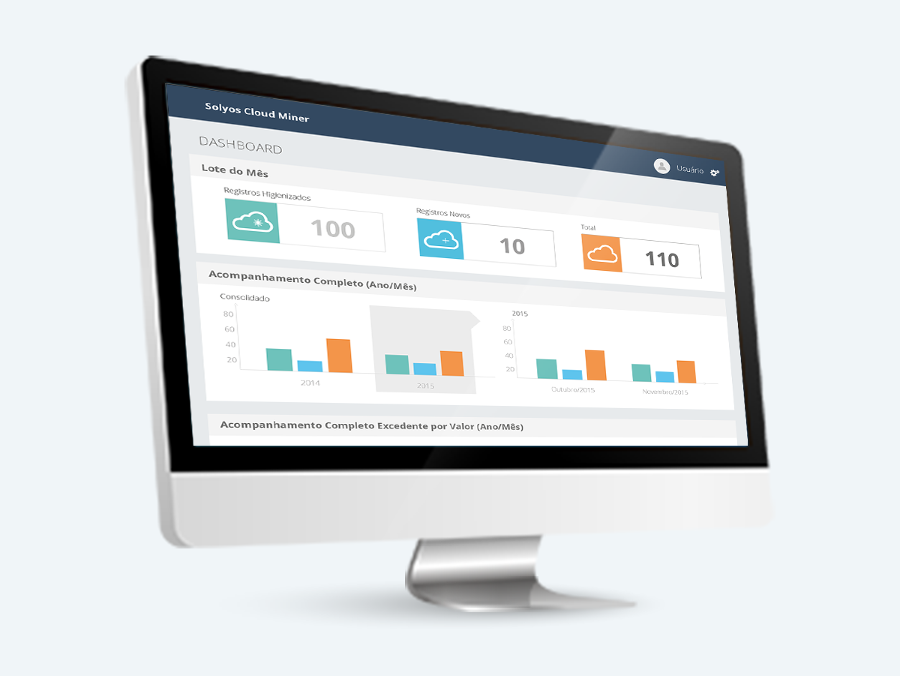 Solyos Cloud Miner
Usuário
DASHBOARD
Lote do Mês
Registros Higienizados
100
Registros Novos
10
Total
110
Acompanhamento Completo (Ano/Mês)
Consolidado
80
60
40
20
2014
2015
2015
80
60
40
20
Outubro/2015
Novembro/2015
Acompanhamento Completo Excedente por Valor (Ano/Mês)